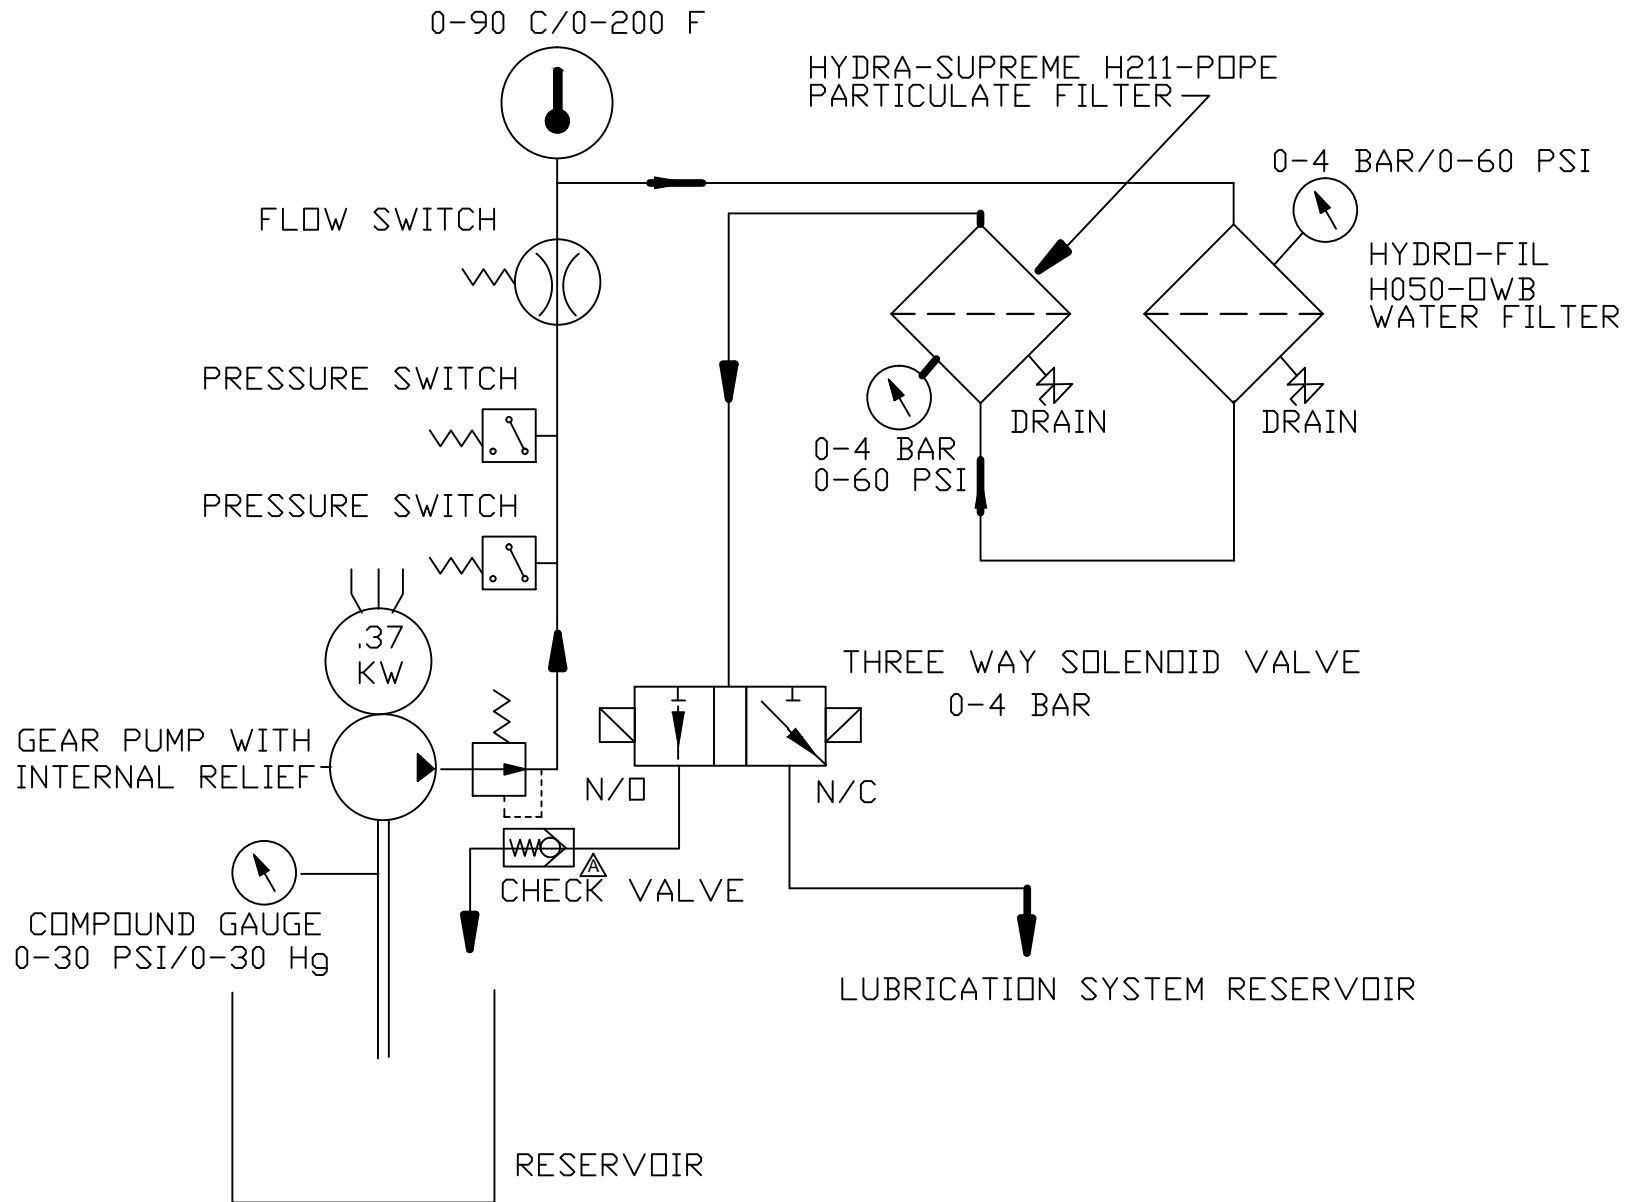 0-90 C/0-200 F
HYDRA-SUPREME H211-POPE
PARTICULATE FILTER
0-4 BAR/0-60 PSI
FLOW SWITCH
HYDRO-FIL
H050-OWB
WATER FILTER
PRESSURE SWITCH
DRAIN
DRAIN
0-4 BAR
0-60 PSI
PRESSURE SWITCH
.37
KW
THREE WAY SOLENOID VALVE
0-4 BAR
GEAR PUMP WITH
INTERNAL RELIEF
N/O
N/C
A
CHECK VALVE
COMPOUND GAUGE
0-30 PSI/0-30 Hg
LUBRICATION SYSTEM RESERVOIR
RESERVOIR